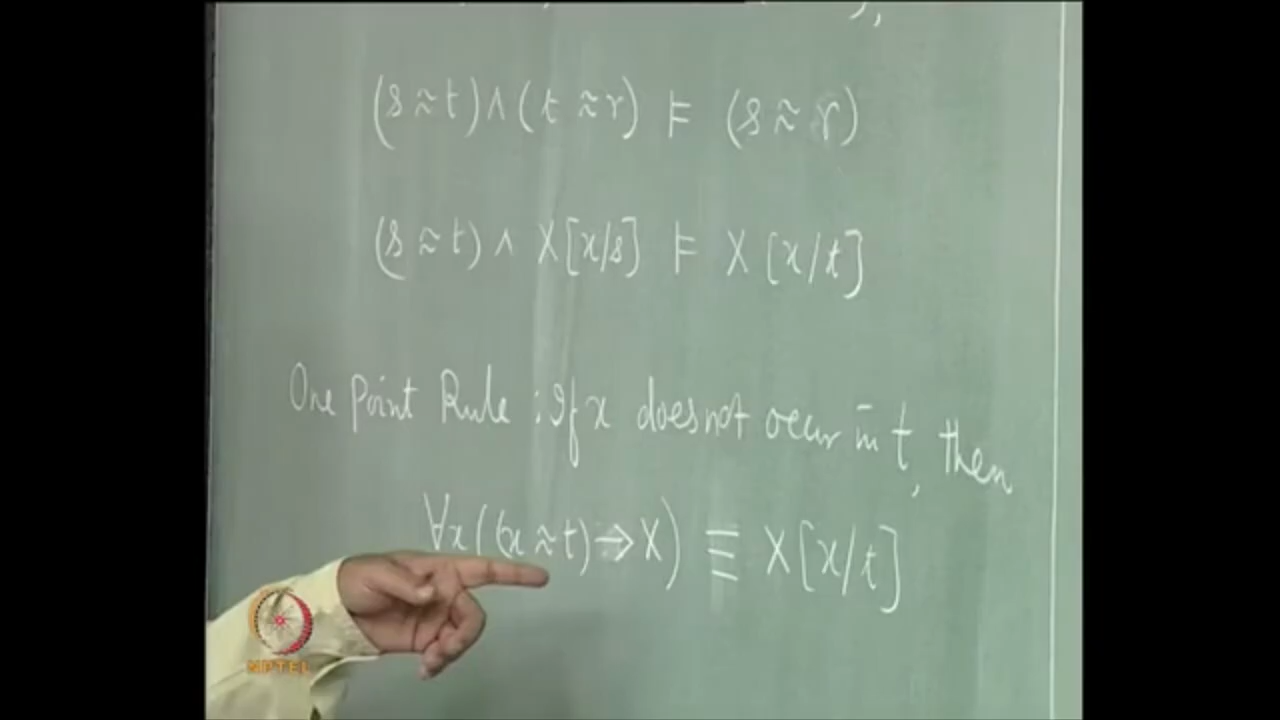 (s ≈ t) ∧ (t ≈ r) ⊨ (s ≈ r)
(s ≈ t) ∧ X[x/s] ⊨ X[x/t]
One Point Rule : If x does not occur in t, then
∀x((x ≈ t) → X) ≡ X[x/t]
NPTEL